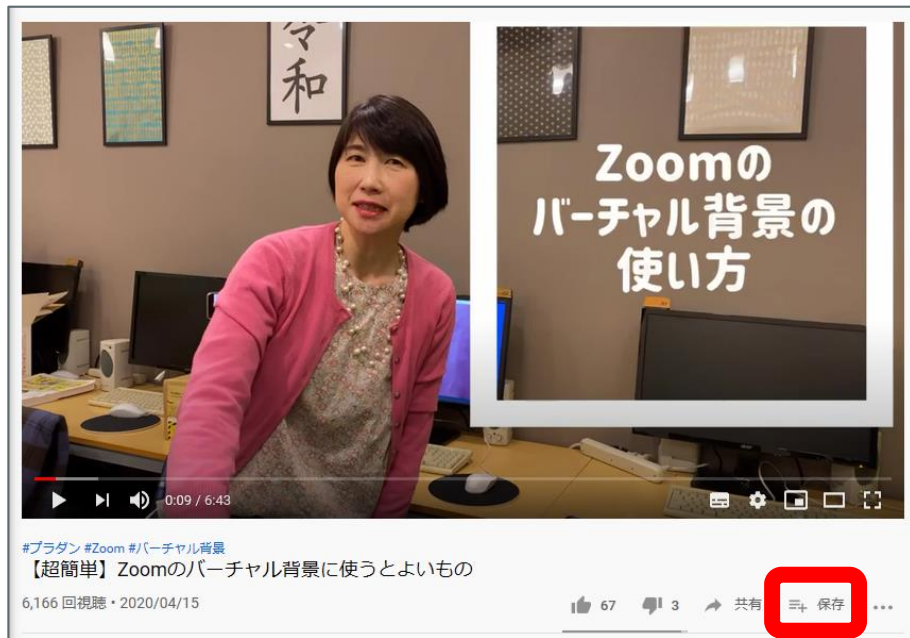 令
和
Zoomの
バーチャル背景の
使い方
0:09 / 6:43
#プラダン #Zoom #バーチャル背景
【超簡単】Zoomのバーチャル背景に使うとよいもの
6,166 回視聴・2020/04/15
67 3 共有 保存